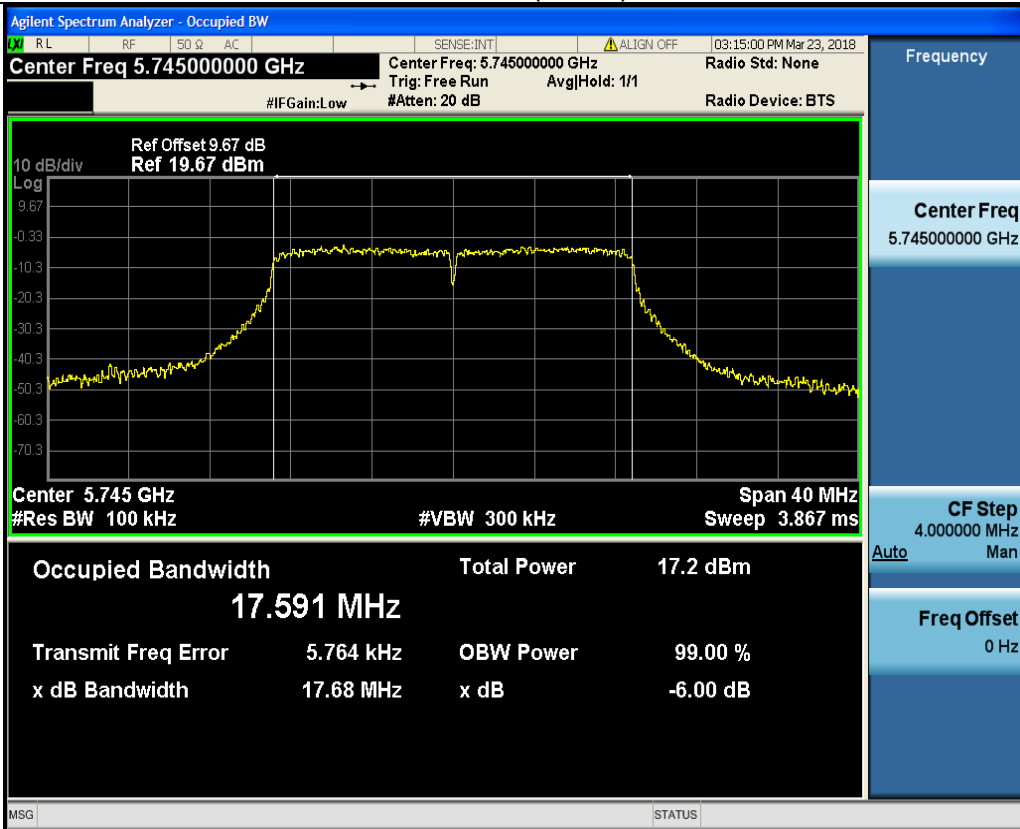 Agilent Spectrum Analyzer - Occupied BW
LXI RL RF 50 Ω AC SENSE:INT ALIGN OFF 03:15:00 PM Mar 23, 2018
Center Freq 5.745000000 GHz
Center Freq: 5.745000000 GHz
Radio Std: None
Trig: Free Run Avg|Hold: 1/1
#IFGain:Low
#Atten: 20 dB
Radio Device: BTS
Ref Offset 9.67 dB
10 dB/div Ref 19.67 dBm
Log
9.67
-0.33
-10.3
-20.3
-30.3
-40.3
-50.3
-60.3
-70.3
Center 5.745 GHz Span 40 MHz
#Res BW 100 kHz #VBW 300 kHz Sweep 3.867 ms
Occupied Bandwidth Total Power 17.2 dBm
17.591 MHz
Transmit Freq Error 5.764 kHz OBW Power 99.00 %
x dB Bandwidth 17.68 MHz x dB -6.00 dB
Frequency
Center Freq
5.745000000 GHz
CF Step
4.000000 MHz
Auto Man
Freq Offset
0 Hz
MSG STATUS